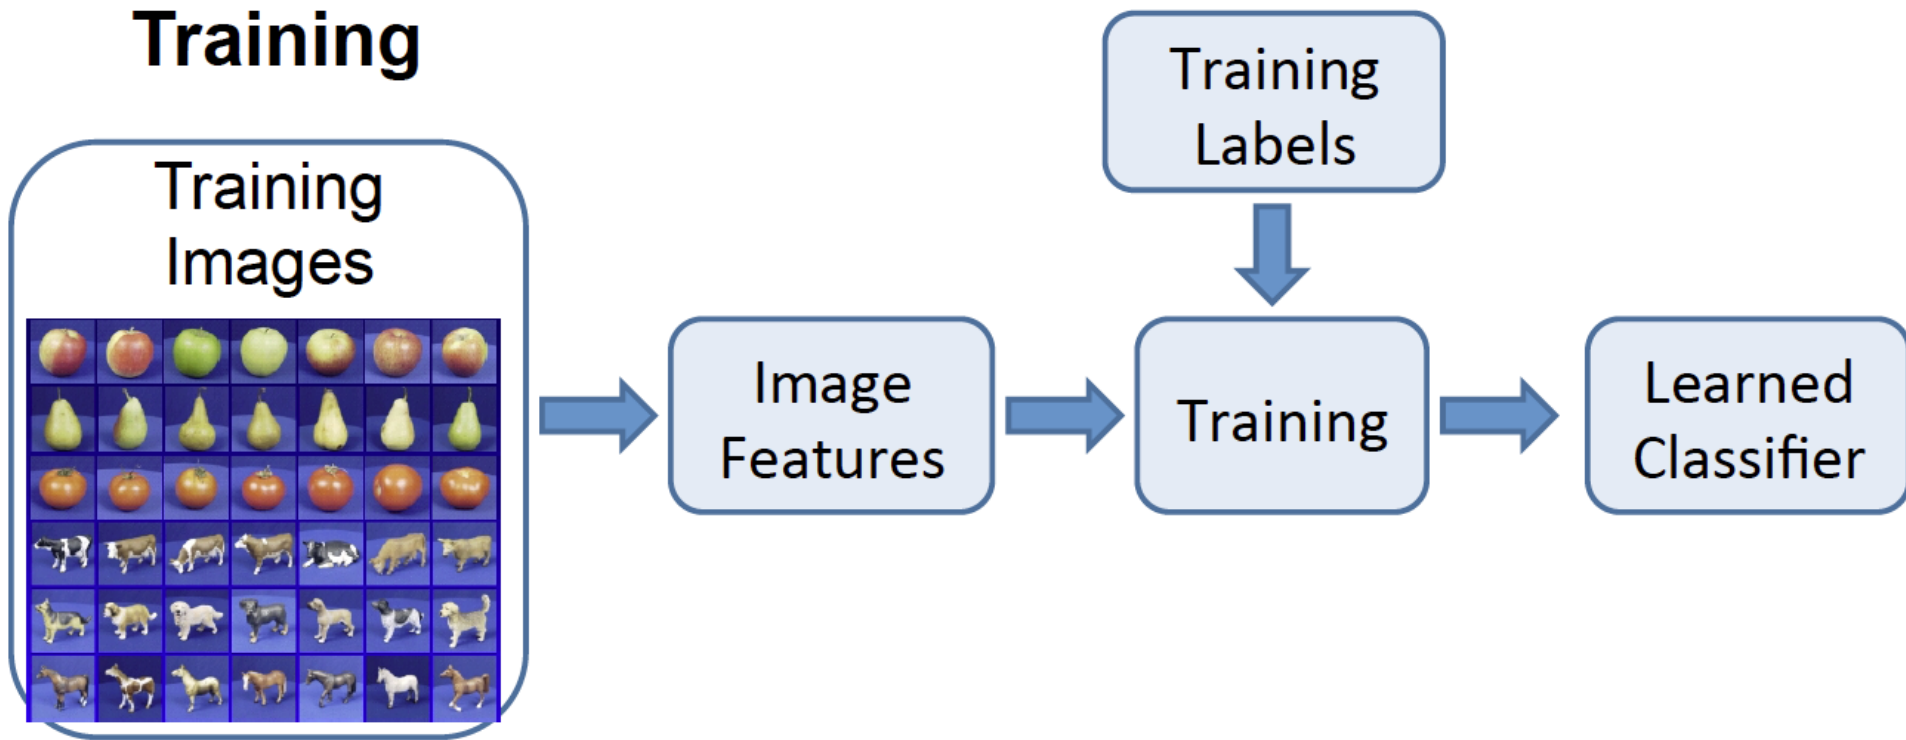 Training
Training
Images
Training
Labels
Image
Features
Training
Learned
Classifier